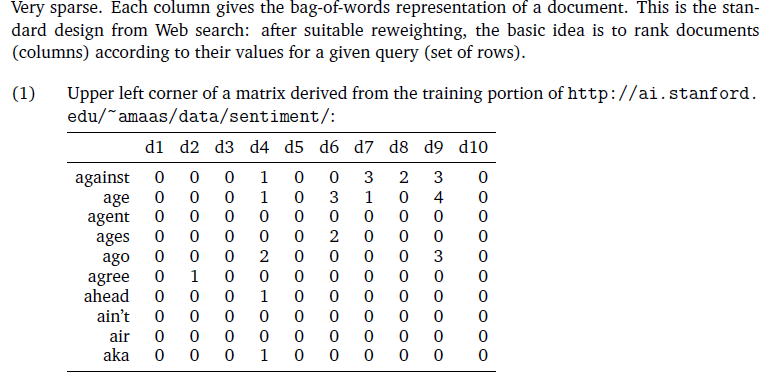 Very sparse. Each column gives the bag-of-words representation of a document. This is the stan-
dard design from Web search: after suitable reweighting, the basic idea is to rank documents
(columns) according to their values for a given query (set of rows).
(1) Upper left corner of a matrix derived from the training portion of http://ai.stanford.
edu/~amaas/data/sentiment/:
d1 d2 d3 d4 d5 d6 d7 d8 d9 d10
against 0 0 0 1 0 0 3 2 3 0
age 0 0 0 1 0 3 1 0 4 0
agent 0 0 0 0 0 0 0 0 0 0
ages 0 0 0 0 0 2 0 0 0 0
ago 0 0 0 2 0 0 0 0 3 0
agree 0 1 0 0 0 0 0 0 0 0
ahead 0 0 0 1 0 0 0 0 0 0
ain't 0 0 0 0 0 0 0 0 0 0
air 0 0 0 0 0 0 0 0 0 0
aka 0 0 0 1 0 0 0 0 0 0